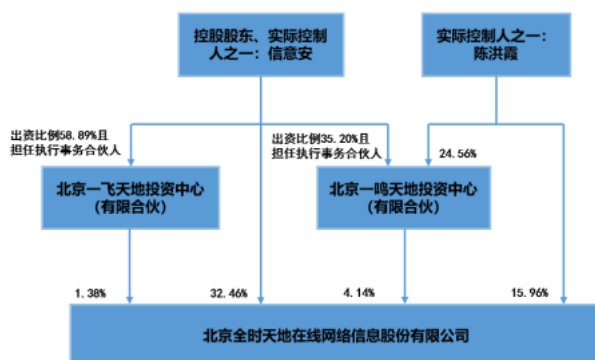 控股股东、实际控制
人之一：信意安
实际控制人之一：
陈洪霞
出资比例58.89%且
担任执行事务合伙人
出资比例35.20%且
担任执行事务合伙人
24.56%
北京一飞天地投资中心
（有限合伙）
北京一鸣天地投资中心
（有限合伙）
1.38%
32.46%
4.14%
15.96%
北京全时天地在线网络信息股份有限公司